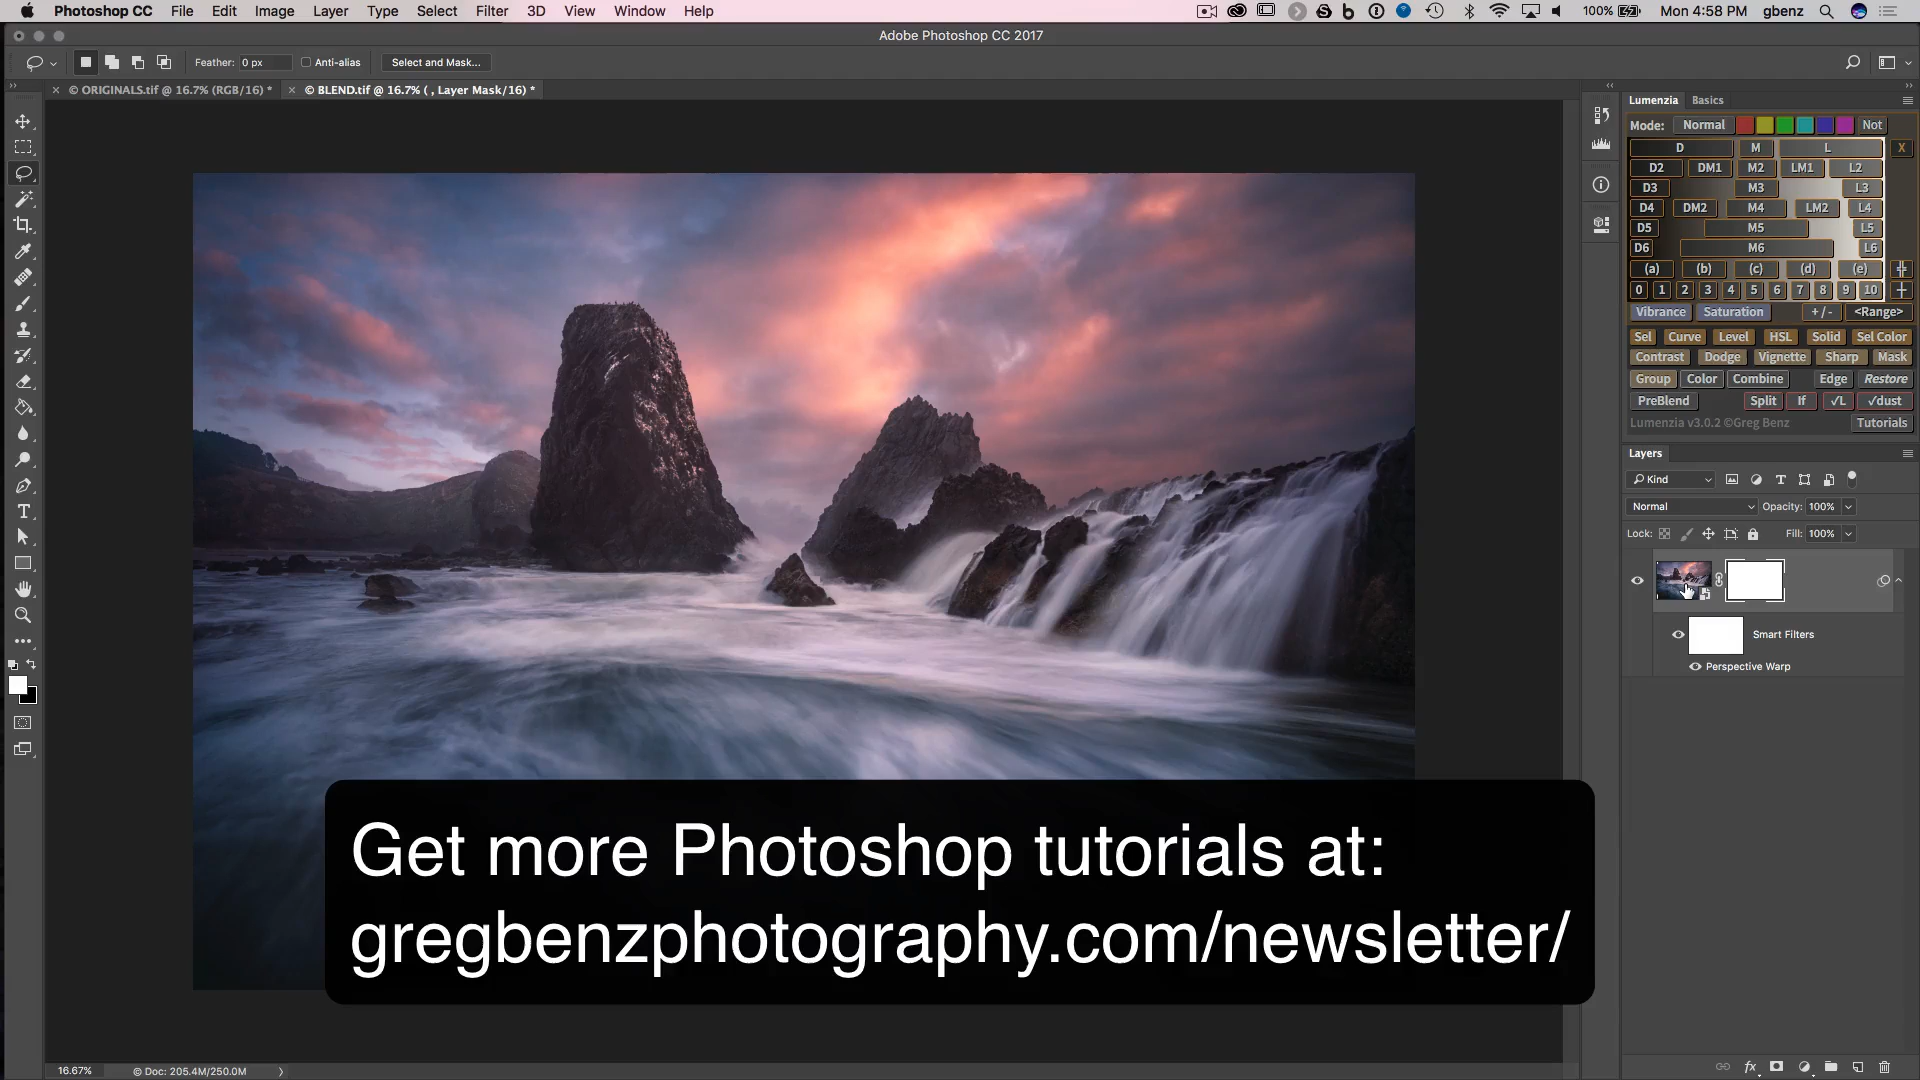 Photoshop CC File Edit Image Layer Type Select Filter 3D View Window Help
100% Mon 4:58 PM gbenz
Adobe Photoshop CC 2017
Feather: 0 px Anti-alias Select and Mask...
© ORIGINALS.tif @ 16.7% (RGB/16) *
© BLEND.tif @ 16.7% ( , Layer Mask/16) *
Lumenzia Basics
Mode: Normal Not
D M L X
D2 DM1 M2 LM1 L2
D3 M3 L3
D4 DM2 M4 LM2 L4
D5 M5 L5
D6 M6 L6
(a) (b) (c) (d) (e)
0 1 2 3 4 5 6 7 8 9 10
Vibrance Saturation +/- <Range>
Sel Curve Level HSL Solid Sel Color
Contrast Dodge Vignette Sharp Mask
Group Color Combine Edge Restore
PreBlend Split If √L √dust
Lumenzia v3.0.2 ©Greg Benz Tutorials
Layers
Kind
Normal Opacity: 100%
Lock: Fill: 100%
Smart Filters
Perspective Warp
Get more Photoshop tutorials at:
gregbenzphotography.com/newsletter/
16.67% © Doc: 205.4M/250.0M